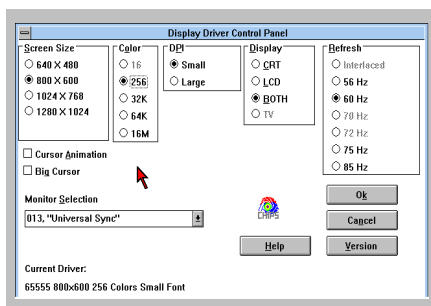 Display Driver Control Panel
Screen Size
640 X 480
800 X 600
1024 X 768
1280 X 1024
Color
16
256
32K
64K
16M
DPI
Small
Large
Display
CRT
LCD
BOTH
TV
Refresh
Interlaced
56 Hz
60 Hz
70 Hz
72 Hz
75 Hz
85 Hz
Cursor Animation
Big Cursor
Monitor Selection
013, "Universal Sync"
CHIPS
Ok
Cancel
Help
Version
Current Driver:
65555 800x600 256 Colors Small Font